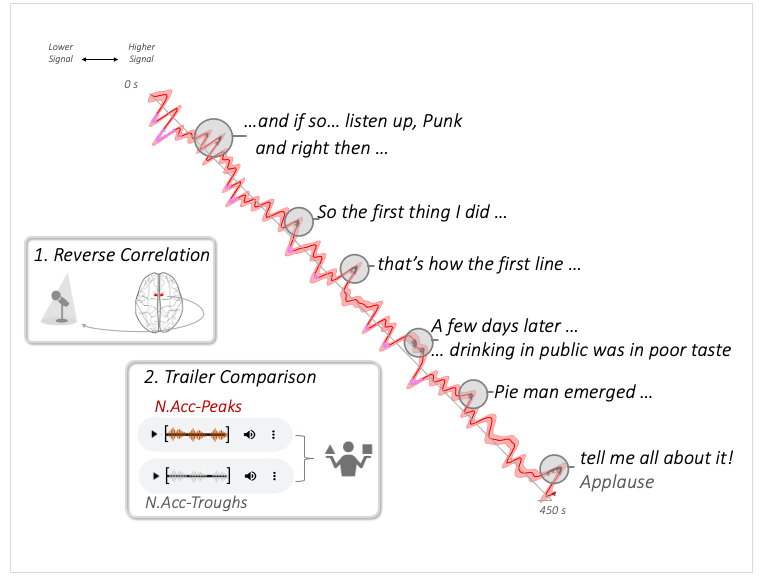 Lower Higher
Signal Signal
0 s
…and if so… listen up, Punk
and right then …
So the first thing I did …
1. Reverse Correlation
that’s how the first line …
A few days later …
… drinking in public was in poor taste
2. Trailer Comparison
Pie man emerged …
N.Acc-Peaks
N.Acc-Troughs
tell me all about it!
Applause
450 s